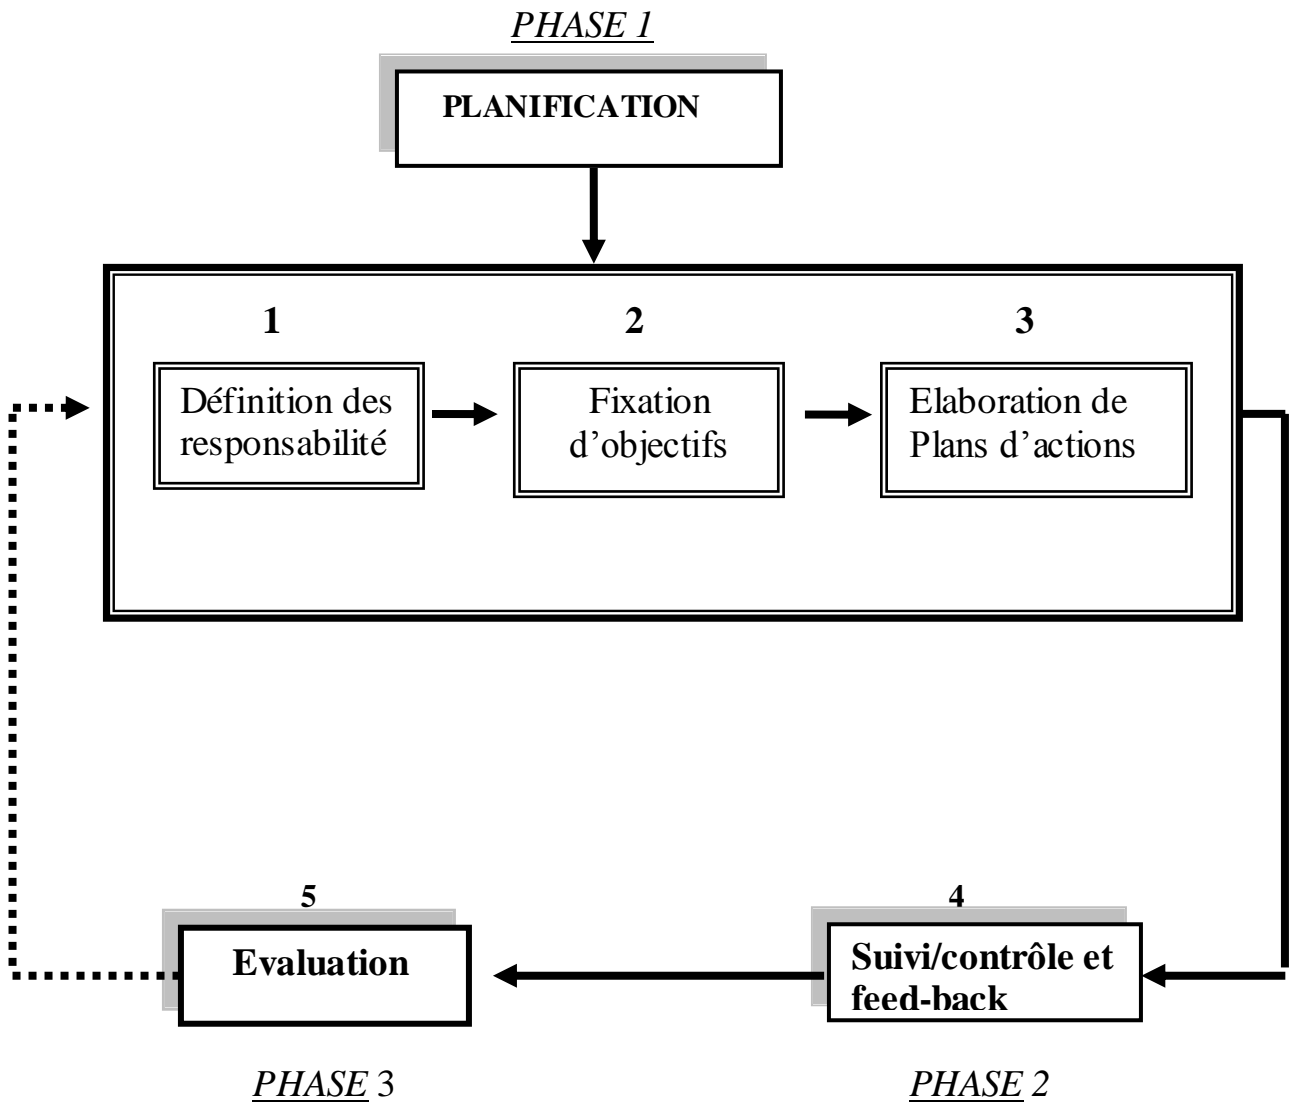 PHASE 1
PLANIFICATION
1
2
3
Définition des
responsabilité
Fixation
d’objectifs
Elaboration de
Plans d’actions
5
4
Evaluation
Suivi/contrôle et
feed-back
PHASE 3
PHASE 2